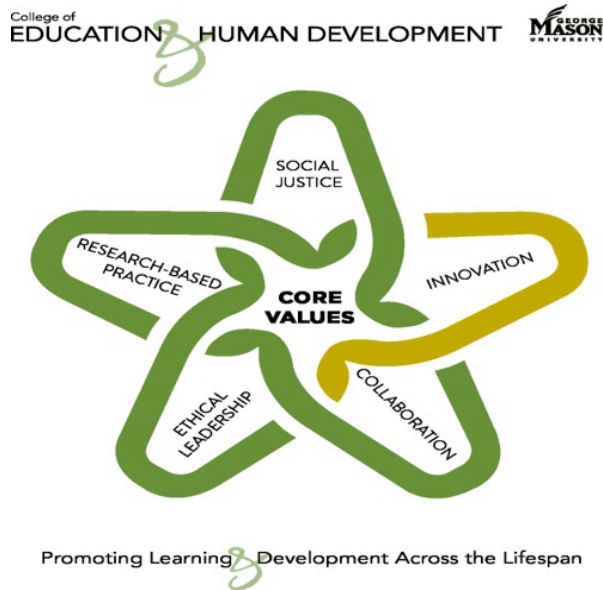 College of
EDUCATION & HUMAN DEVELOPMENT
GEORGE
MASON
UNIVERSITY
SOCIAL
JUSTICE
RESEARCH-BASED
PRACTICE
INNOVATION
CORE
VALUES
ETHICAL
LEADERSHIP
COLLABORATION
Promoting Learning & Development Across the Lifespan